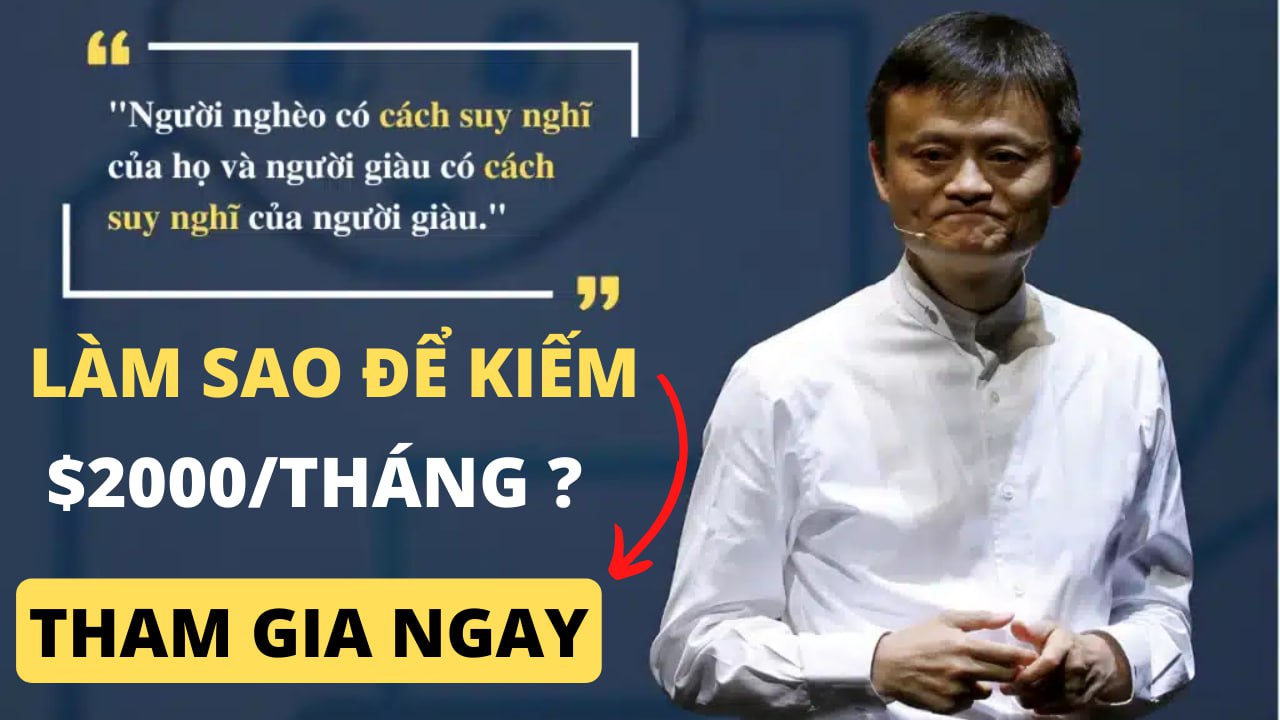 "Người nghèo có cách suy nghĩ
của họ và người giàu có cách
suy nghĩ của người giàu."
LÀM SAO ĐỂ KIẾM
$2000/THÁNG ?
THAM GIA NGAY